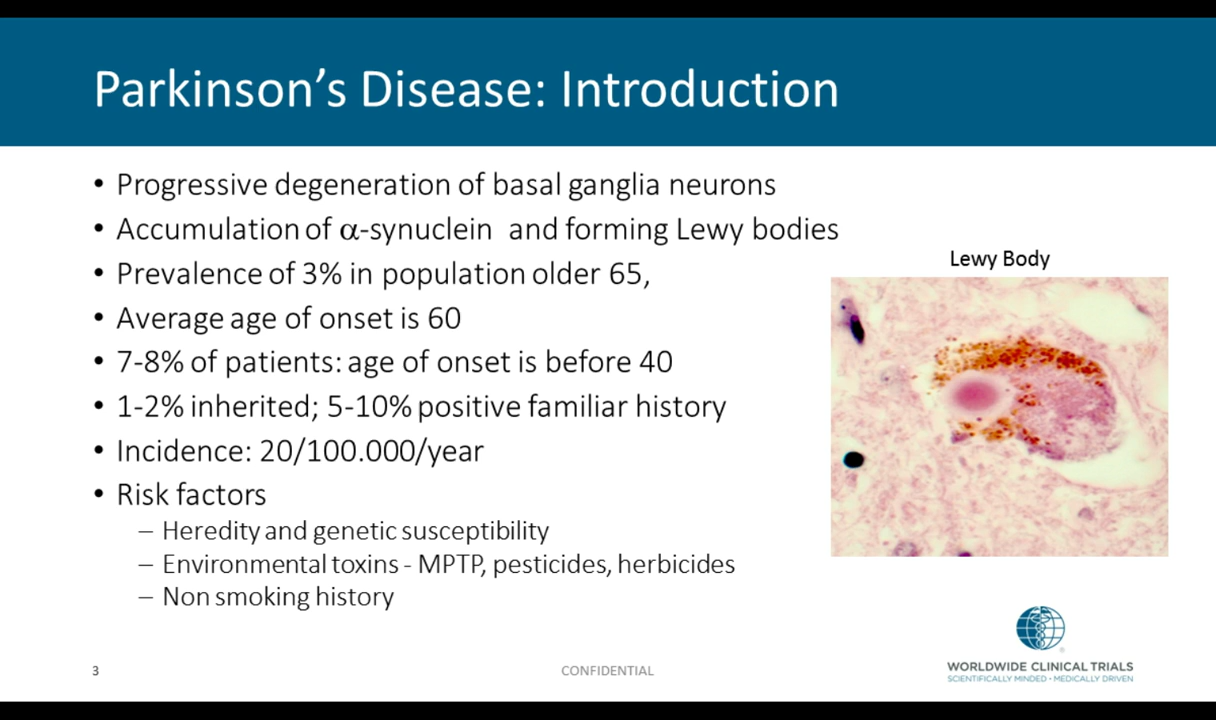 Parkinson's Disease: Introduction
• Progressive degeneration of basal ganglia neurons
• Accumulation of α-synuclein and forming Lewy bodies
• Prevalence of 3% in population older 65,
• Average age of onset is 60
• 7-8% of patients: age of onset is before 40
• 1-2% inherited; 5-10% positive familiar history
• Incidence: 20/100.000/year
• Risk factors
– Heredity and genetic susceptibility
– Environmental toxins - MPTP, pesticides, herbicides
– Non smoking history
Lewy Body
3
CONFIDENTIAL
WORLDWIDE CLINICAL TRIALS
SCIENTIFICALLY MINDED • MEDICALLY DRIVEN